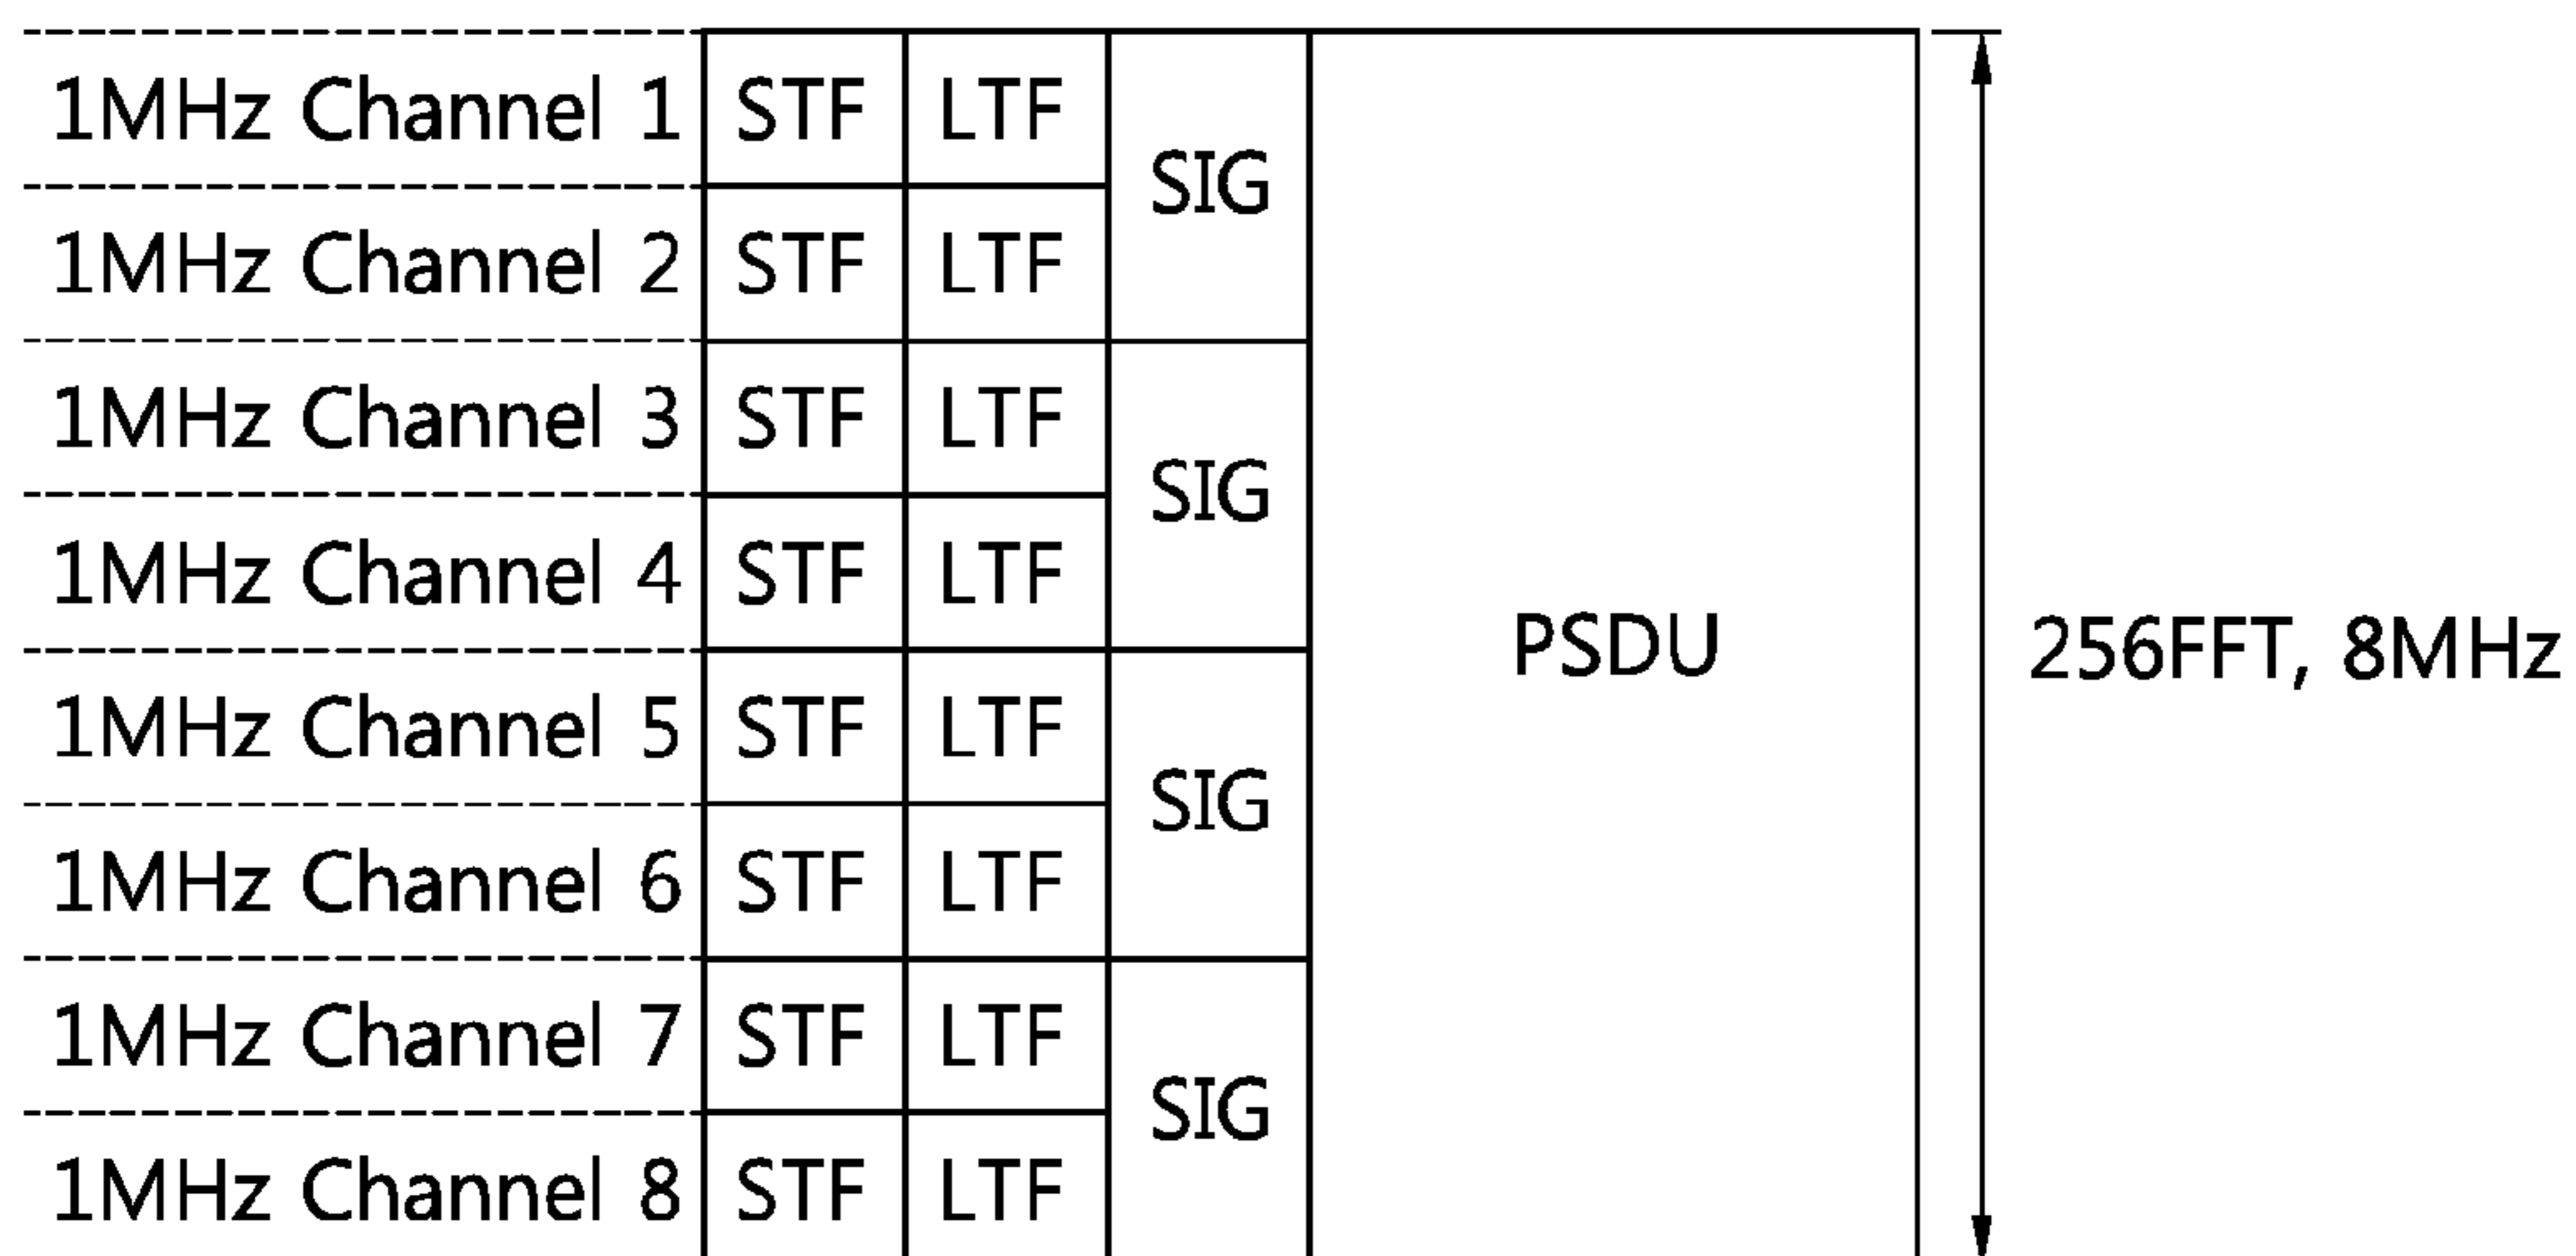 1MHz Channel 1 STF LTF
SIG
1MHz Channel 2 STF LTF
1MHz Channel 3 STF LTF
SIG
1MHz Channel 4 STF LTF
PSDU
256FFT, 8MHz
1MHz Channel 5 STF LTF
SIG
1MHz Channel 6 STF LTF
1MHz Channel 7 STF LTF
SIG
1MHz Channel 8 STF LTF